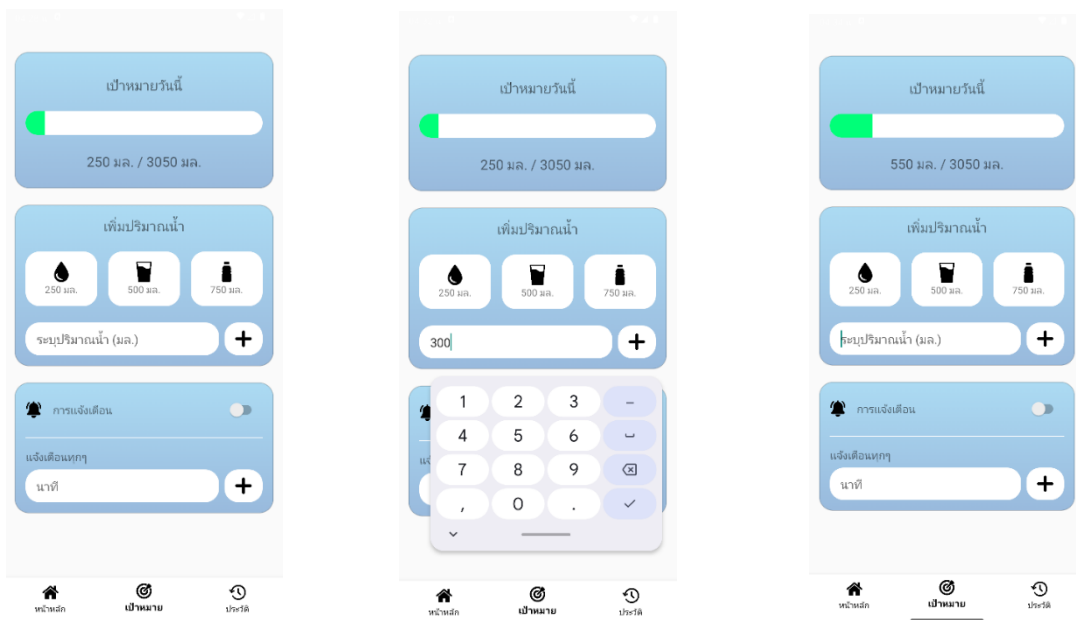 เป้าหมายวันนี้
250 มล. / 3050 มล.
เพิ่มปริมาณน้ำ
250 มล.
500 มล.
750 มล.
ระบุปริมาณน้ำ (มล.)
การแจ้งเตือน
แจ้งเตือนทุกๆ
นาที
หน้าหลัก
เป้าหมาย
ประวัติ
เป้าหมายวันนี้
250 มล. / 3050 มล.
เพิ่มปริมาณน้ำ
250 มล.
500 มล.
750 มล.
300
1 2 3 –
4 5 6
7 8 9
, 0 .
หน้าหลัก
เป้าหมาย
ประวัติ
เป้าหมายวันนี้
550 มล. / 3050 มล.
เพิ่มปริมาณน้ำ
250 มล.
500 มล.
750 มล.
ระบุปริมาณน้ำ (มล.)
การแจ้งเตือน
แจ้งเตือนทุกๆ
นาที
หน้าหลัก
เป้าหมาย
ประวัติ